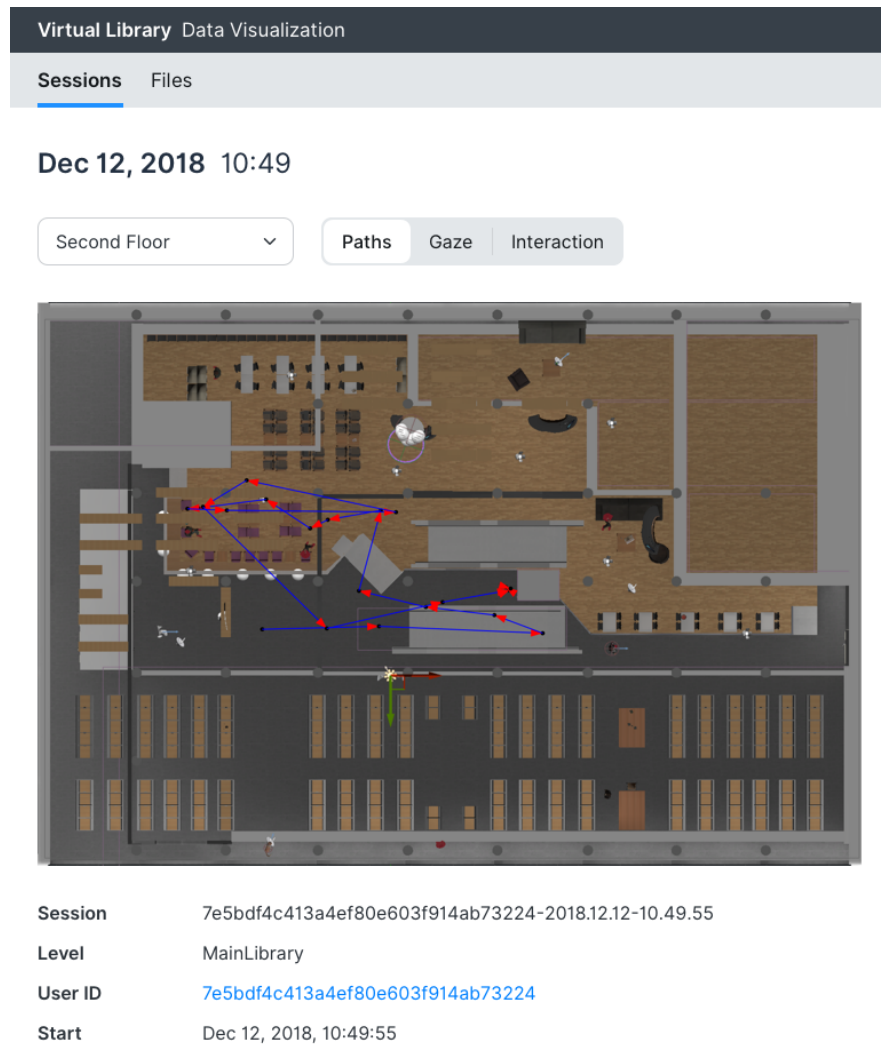 Virtual Library Data Visualization
Sessions Files
Dec 12, 2018 10:49
Second Floor Paths Gaze Interaction
Session 7e5bdf4c413a4ef80e603f914ab73224-2018.12.12-10.49.55
Level MainLibrary
User ID 7e5bdf4c413a4ef80e603f914ab73224
Start Dec 12, 2018, 10:49:55